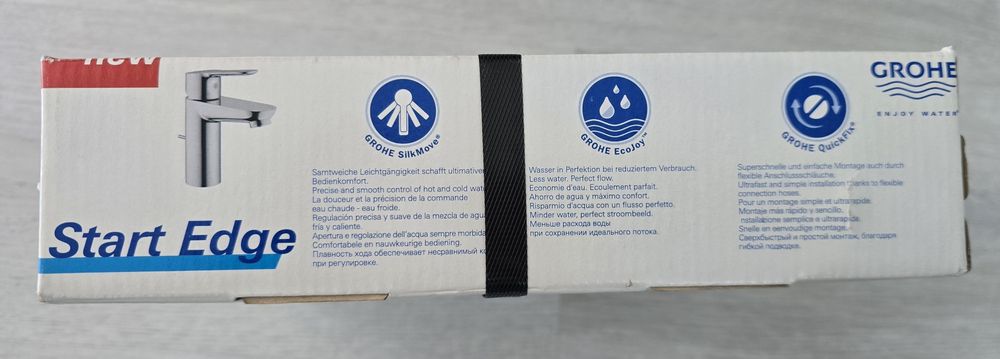 new
Start Edge
GROHE SilkMove®
Samtweiche Leichtgängigkeit schafft ultimativen
Bedienkomfort.
Precise and smooth control of hot and cold
La douceur et la précision de la commande
eau chaude - eau froide.
Regulación precisa y suave de la mezcla de agua
fría y caliente.
Apertura e regolazione dell'acqua sempre morbida
Comfortabele en nauwkeurige bediening.
Плавность хода обеспечивает несравнимый
при регулировке.
GROHE EcoJoy™
Wasser in Perfektion bei reduziertem Verbrauch.
Less water. Perfect flow.
Economie d'eau. Ecoulement parfait.
Ahorro de agua y máximo confort.
Risparmio d'acqua con un flusso perfetto.
Minder water, perfect stroombeeld.
Меньше расхода воды
при сохранении идеального потока.
GROHE QuickFix®
Superschnelle und einfache Montage auch durch
flexible Anschlussschläuche.
Ultrafast and simple installation thanks to flexible
connection hoses.
Pour un montage simple et ultrarapide.
Montaje más rápido y sencillo.
Installazione semplice e ultrarapida.
Snelle en eenvoudige montage.
Сверхбыстрый и простой монтаж, благодаря
гибкой подводке.
GROHE
ENJOY WATER